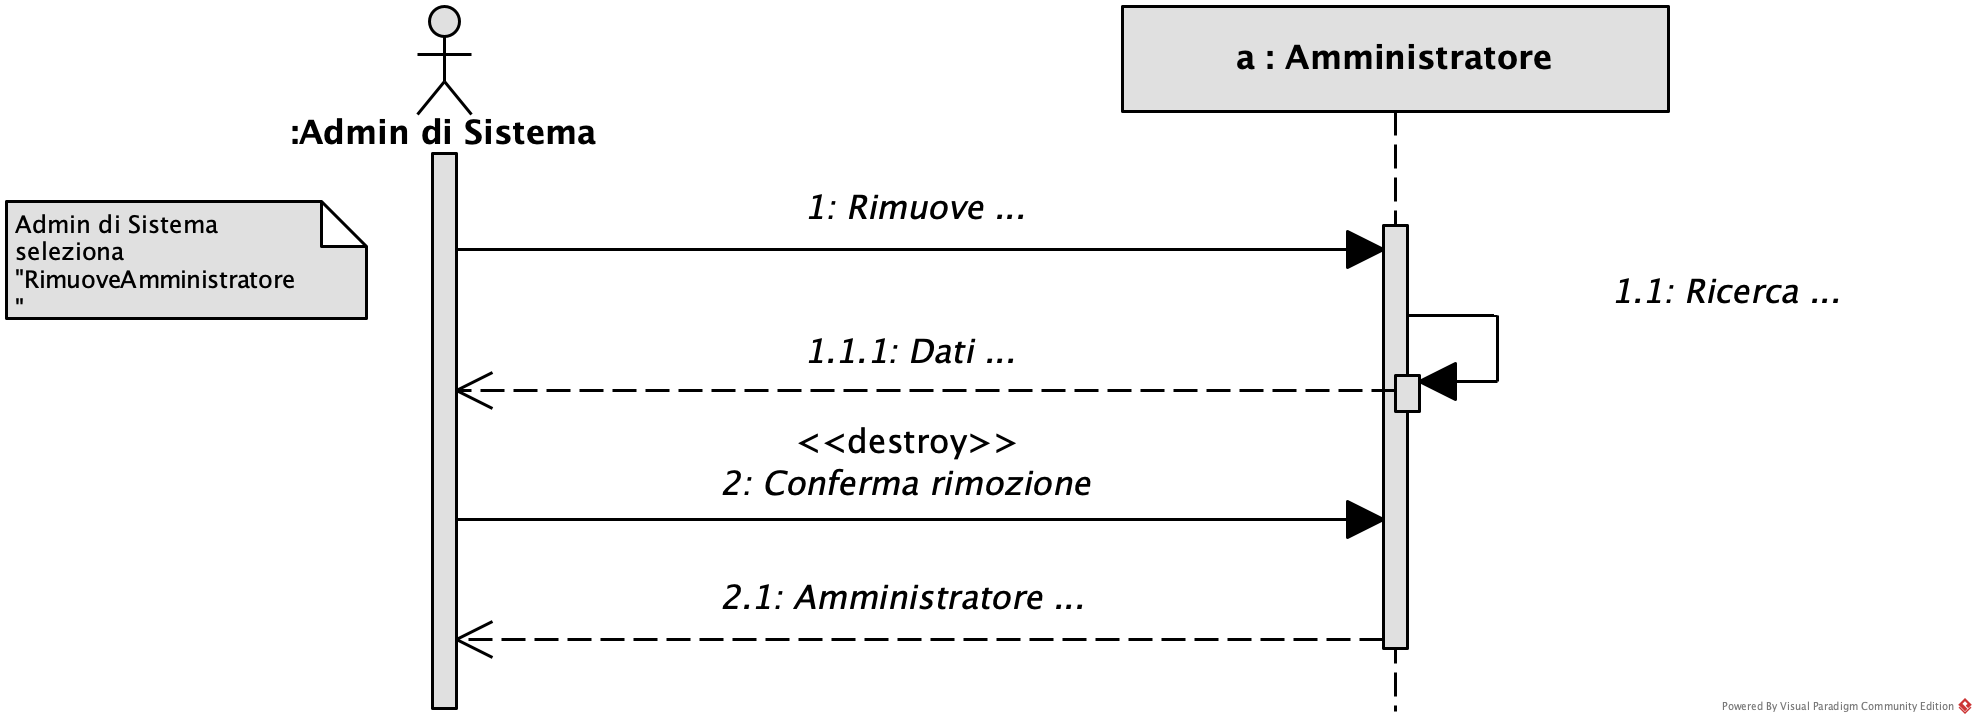 a : Amministratore
:Admin di Sistema
Admin di Sistema
seleziona
"RimuoveAmministratore
"
1: Rimuove ...
1.1: Ricerca ...
1.1.1: Dati ...
<<destroy>>
2: Conferma rimozione
2.1: Amministratore ...
Powered By Visual Paradigm Community Edition